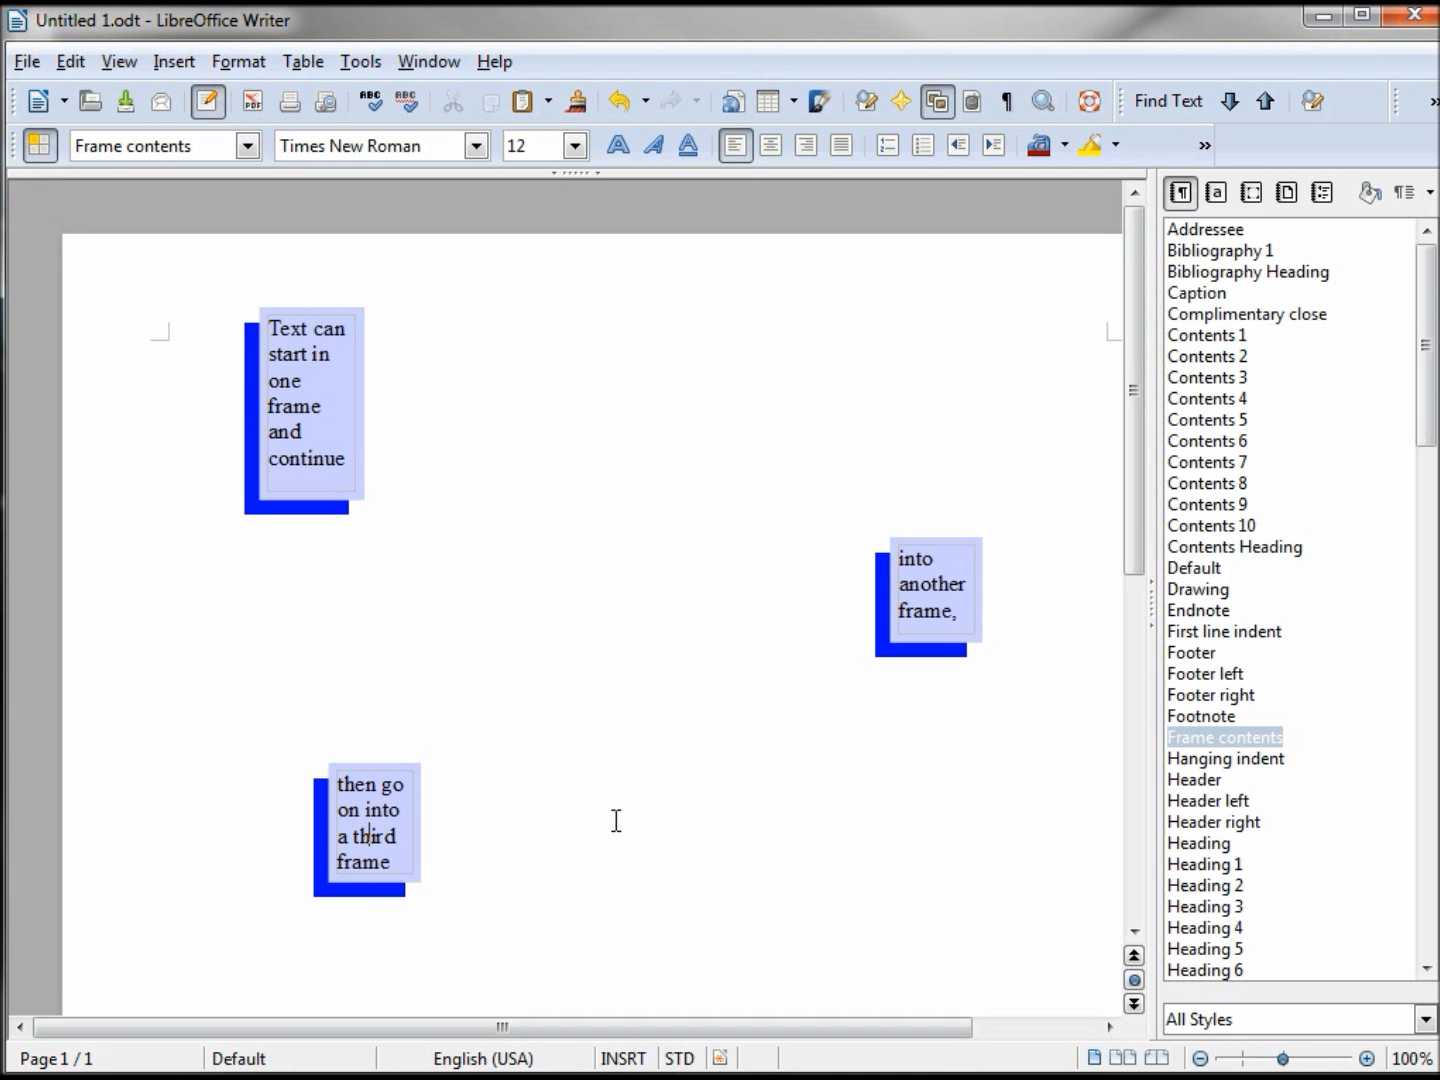 Untitled 1.odt - LibreOffice Writer
File Edit View Insert Format Table Tools Window Help
PDF ABC ABC Find Text »
Frame contents Times New Roman 12 »
Text can
start in
one
frame
and
continue
into
another
frame,
then go
on into
a third
frame
Addressee
Bibliography 1
Bibliography Heading
Caption
Complimentary close
Contents 1
Contents 2
Contents 3
Contents 4
Contents 5
Contents 6
Contents 7
Contents 8
Contents 9
Contents 10
Contents Heading
Default
Drawing
Endnote
First line indent
Footer
Footer left
Footer right
Footnote
Frame contents
Hanging indent
Header
Header left
Header right
Heading
Heading 1
Heading 2
Heading 3
Heading 4
Heading 5
Heading 6
All Styles
Page 1 / 1 Default English (USA) INSRT STD 100%